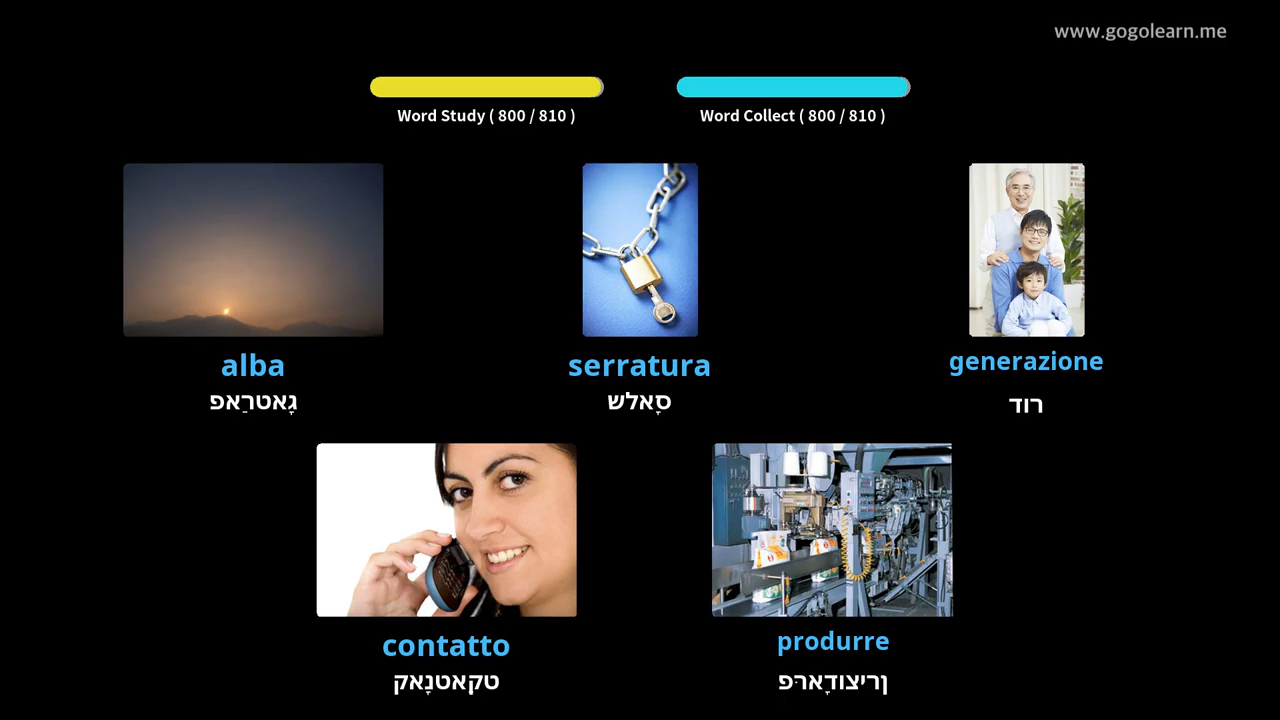 www.gogolearn.me
Word Study ( 800 / 810 )
Word Collect ( 800 / 810 )
alba
גָאטרַאפ
serratura
סָאלש
generazione
רוד
contatto
טקאטנָאק
produrre
ןריצודָארּפ